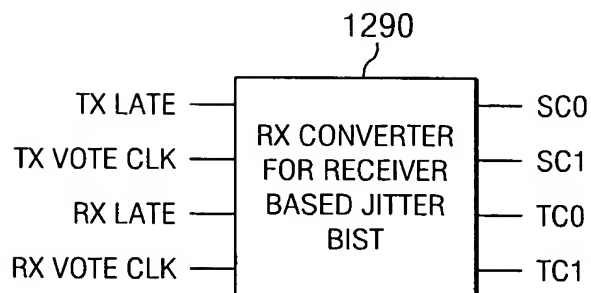 1290
TX LATE
TX VOTE CLK
RX LATE
RX VOTE CLK
RX CONVERTER
FOR RECEIVER
BASED JITTER
BIST
SC0
SC1
TC0
TC1